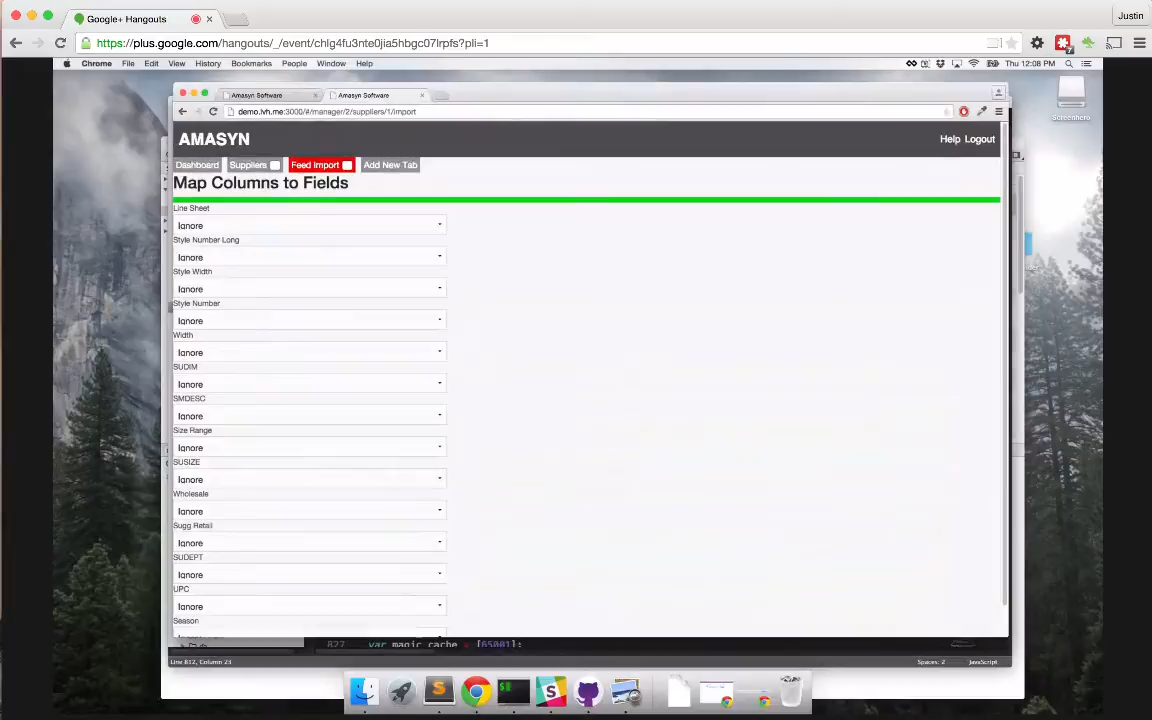 Google+ Hangouts
Justin
https://plus.google.com/hangouts/_/event/chlg4fu3nte0jia5hbgc07lrpfs?pli=1
Chrome File Edit View History Bookmarks People Window Help
Thu 12:08 PM
Screenhero
Amasyn Software
Amasyn Software
demo.lvh.me:3000/#/manager/2/suppliers/1/import
AMASYN
Help Logout
Dashboard Suppliers Feed Import Add New Tab
Map Columns to Fields
Line Sheet
Ignore
Style Number Long
Ignore
Style Width
Ignore
Style Number
Ignore
Width
Ignore
SUDIM
Ignore
SMDESC
Ignore
Size Range
Ignore
SUSIZE
Ignore
Wholesale
Ignore
Sugg Retail
Ignore
SUDEPT
Ignore
UPC
Ignore
Season
827 var magic_cache = [65001];
Line 812, Column 23
Spaces: 2
JavaScript